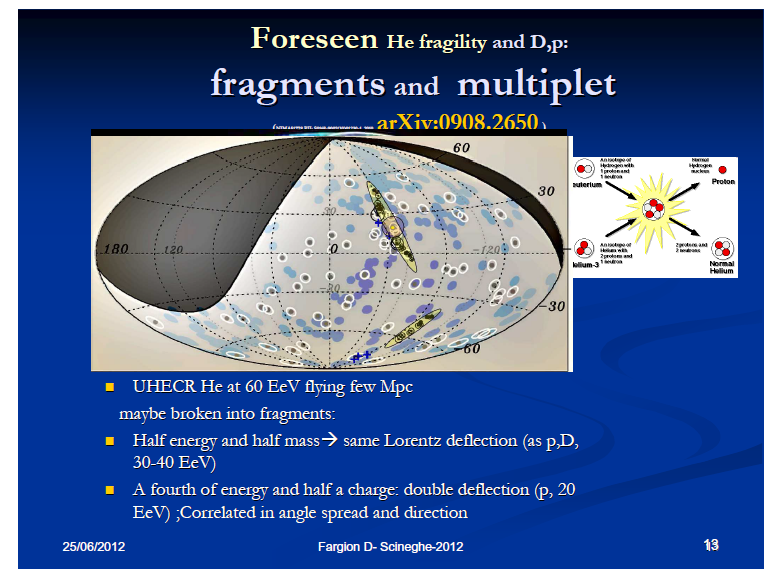 Foreseen He fragility and D,p:
fragments and multiplet
arXiv:0908.2650 )
60
30
180
120
0
-120
-20
-30
-60
An isotope of
Hydrogen with
1 proton and
1 neutron
euterium
Normal
Hydrogen
nucleus
Proton
An isotope of
Helium with
2 protons and
1 neutron
elium-3
2 protons and
2 neutrons
Normal
Helium
UHECR He at 60 EeV flying few Mpc
maybe broken into fragments:
Half energy and half mass→ same Lorentz deflection (as p,D,
30-40 EeV)
A fourth of energy and half a charge: double deflection (p, 20
EeV) ;Correlated in angle spread and direction
25/06/2012
Fargion D- Scineghe-2012
13